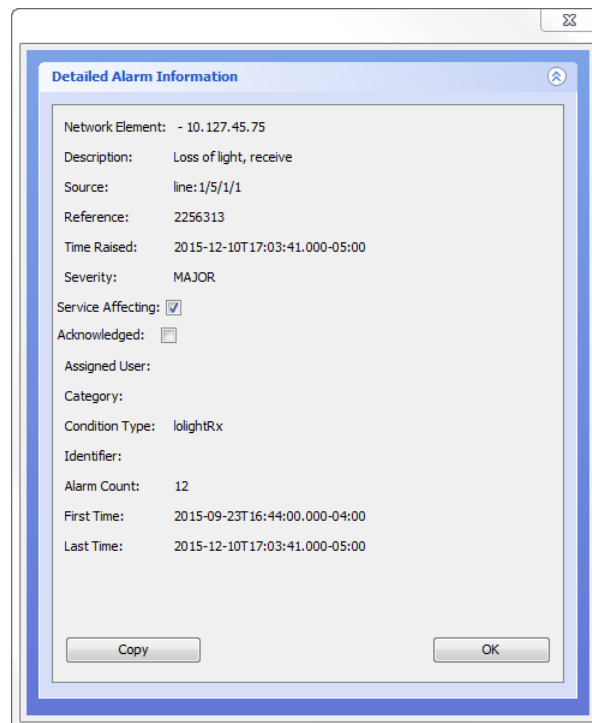 Detailed Alarm Information
Network Element: - 10.127.45.75
Description: Loss of light, receive
Source: line:1/5/1/1
Reference: 2256313
Time Raised: 2015-12-10T17:03:41.000-05:00
Severity: MAJOR
Service Affecting:
Acknowledged:
Assigned User:
Category:
Condition Type: lolightRx
Identifier:
Alarm Count: 12
First Time: 2015-09-23T16:44:00.000-04:00
Last Time: 2015-12-10T17:03:41.000-05:00
Copy OK